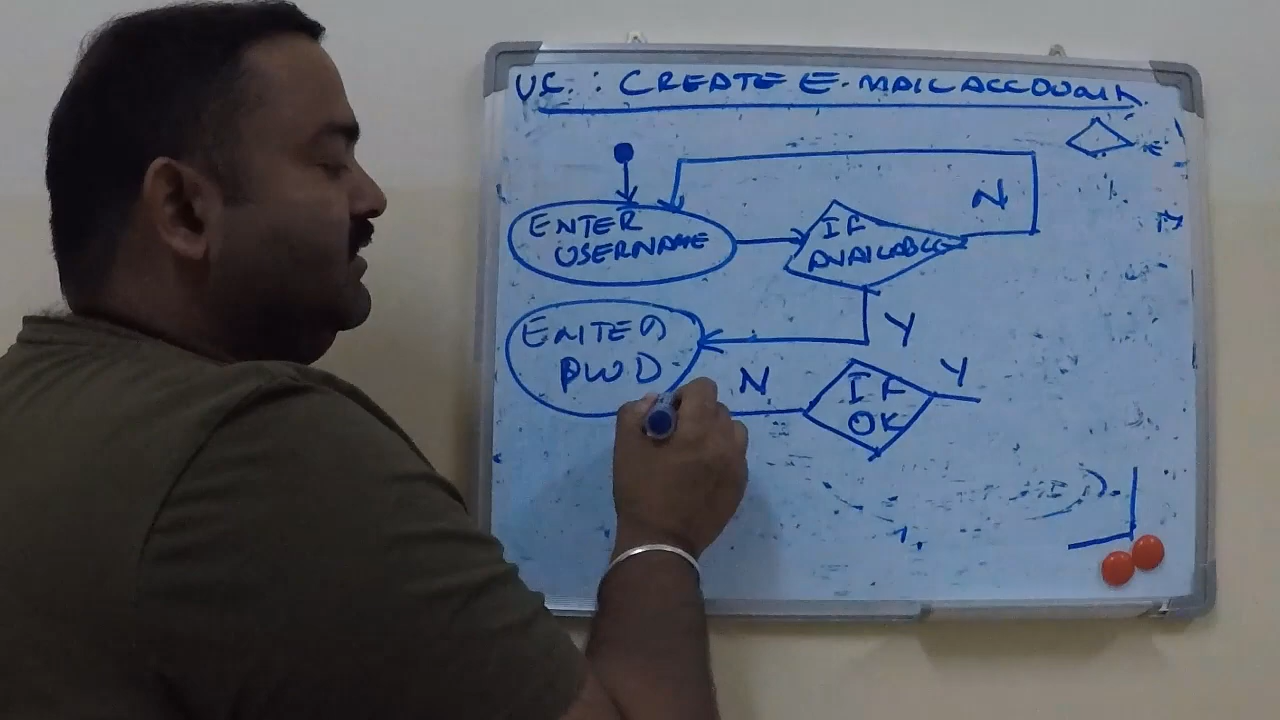 UC. : CREATE E-MAIL ACCOUNT.
ENTER
USERNAME
IF
AVAILABLE
N
ENTER
PWD
Y
N
IF
OK
Y